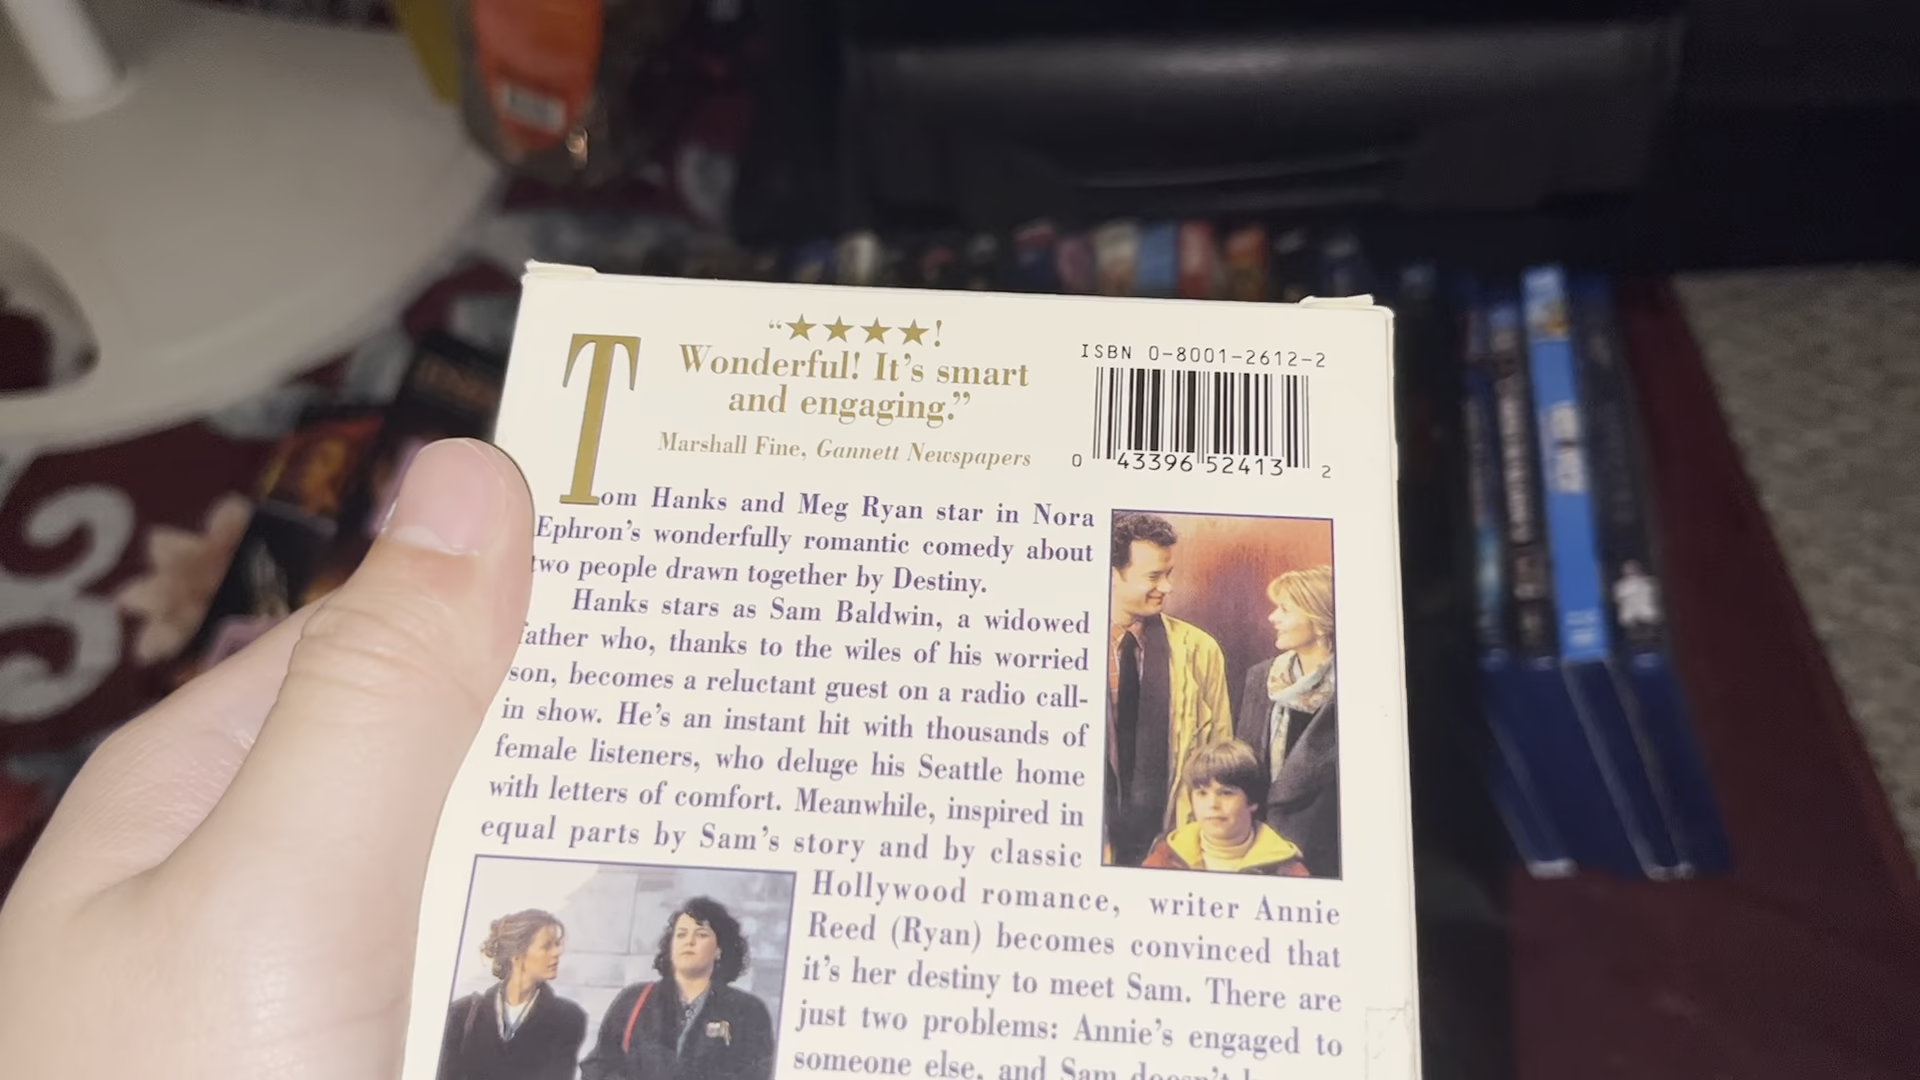 “★★★★!
Wonderful! It's smart
and engaging.”
Marshall Fine, Gannett Newspapers
ISBN 0-8001-2612-2
0 43396 52413 2
Tom Hanks and Meg Ryan star in Nora
Ephron's wonderfully romantic comedy about
two people drawn together by Destiny.
Hanks stars as Sam Baldwin, a widowed
father who, thanks to the wiles of his worried
son, becomes a reluctant guest on a radio call-
in show. He's an instant hit with thousands of
female listeners, who deluge his Seattle home
with letters of comfort. Meanwhile, inspired in
equal parts by Sam's story and by classic
Hollywood romance, writer Annie
Reed (Ryan) becomes convinced that
it's her destiny to meet Sam. There are
just two problems: Annie's engaged to
someone else, and Sam doesn't